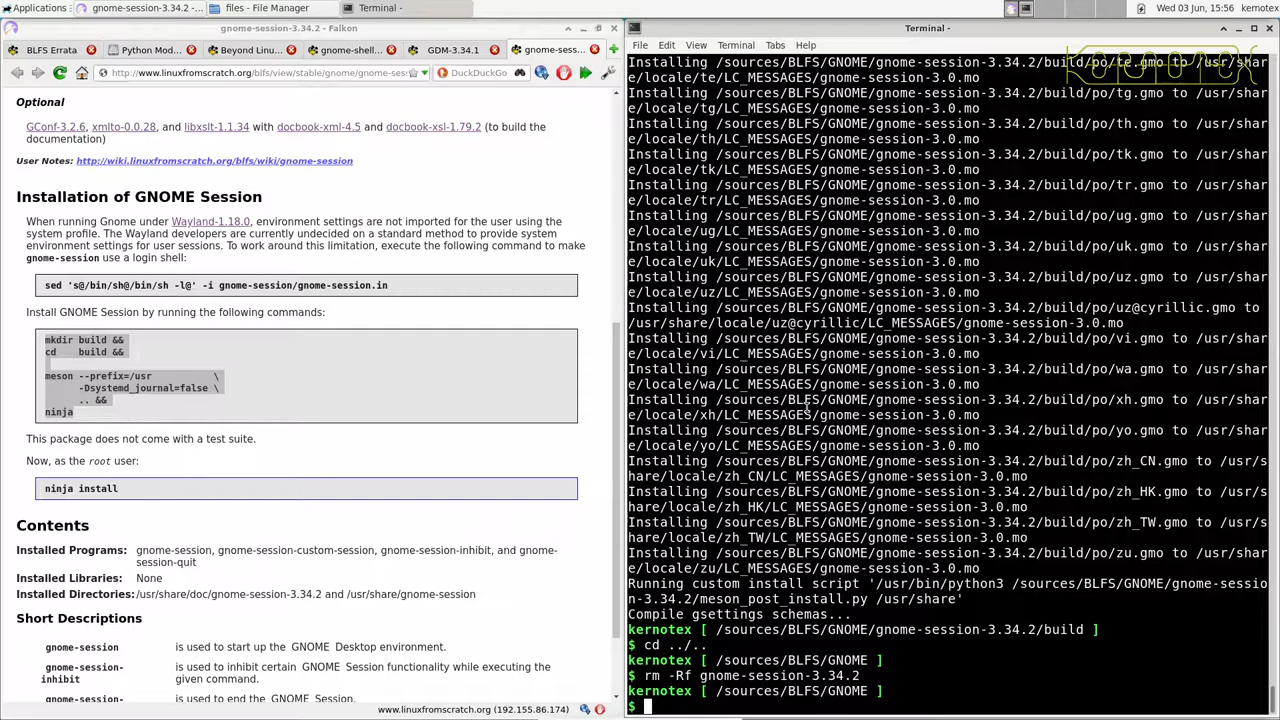 Applications
gnome-session-3.34.2 -...
files - File Manager
Terminal -
Wed 03 Jun, 15:56
kernotex
gnome-session-3.34.2 - Falkon
BLFS Errata
Python Mod...
Beyond Linu...
gnome-shell...
GDM-3.34.1
gnome-sess...
http://www.linuxfromscratch.org/blfs/view/stable/gnome/gnome-ses
DuckDuckGo
Optional
GConf-3.2.6, xmlto-0.0.28, and libxslt-1.1.34 with docbook-xml-4.5 and docbook-xsl-1.79.2 (to build the
documentation)
User Notes: http://wiki.linuxfromscratch.org/blfs/wiki/gnome-session
Installation of GNOME Session
When running Gnome under Wayland-1.18.0, environment settings are not imported for the user using the
system profile. The Wayland developers are currently undecided on a standard method to provide system
environment settings for user sessions. To work around this limitation, execute the following command to make
gnome-session use a login shell:
sed 's@/bin/sh@/bin/sh -l@' -i gnome-session/gnome-session.in
Install GNOME Session by running the following commands:
mkdir build &&
cd    build &&
meson --prefix=/usr          \
      -Dsystemd_journal=false \
      .. &&
ninja
This package does not come with a test suite.
Now, as the root user:
ninja install
Contents
Installed Programs: gnome-session, gnome-session-custom-session, gnome-session-inhibit, and gnome-
session-quit
Installed Libraries: None
Installed Directories: /usr/share/doc/gnome-session-3.34.2 and /usr/share/gnome-session
Short Descriptions
gnome-session is used to start up the GNOME Desktop environment.
gnome-session- is used to inhibit certain GNOME Session functionality while executing the
inhibit given command.
gnome-session- is used to end the GNOME Session.
www.linuxfromscratch.org (192.155.86.174)
Terminal -
File Edit View Terminal Tabs Help
Installing /sources/BLFS/GNOME/gnome-session-3.34.2/build/po/te.gmo to /usr/shar
e/locale/te/LC_MESSAGES/gnome-session-3.0.mo
Installing /sources/BLFS/GNOME/gnome-session-3.34.2/build/po/tg.gmo to /usr/shar
e/locale/tg/LC_MESSAGES/gnome-session-3.0.mo
Installing /sources/BLFS/GNOME/gnome-session-3.34.2/build/po/th.gmo to /usr/shar
e/locale/th/LC_MESSAGES/gnome-session-3.0.mo
Installing /sources/BLFS/GNOME/gnome-session-3.34.2/build/po/tk.gmo to /usr/shar
e/locale/tk/LC_MESSAGES/gnome-session-3.0.mo
Installing /sources/BLFS/GNOME/gnome-session-3.34.2/build/po/tr.gmo to /usr/shar
e/locale/tr/LC_MESSAGES/gnome-session-3.0.mo
Installing /sources/BLFS/GNOME/gnome-session-3.34.2/build/po/ug.gmo to /usr/shar
e/locale/ug/LC_MESSAGES/gnome-session-3.0.mo
Installing /sources/BLFS/GNOME/gnome-session-3.34.2/build/po/uk.gmo to /usr/shar
e/locale/uk/LC_MESSAGES/gnome-session-3.0.mo
Installing /sources/BLFS/GNOME/gnome-session-3.34.2/build/po/uz.gmo to /usr/shar
e/locale/uz/LC_MESSAGES/gnome-session-3.0.mo
Installing /sources/BLFS/GNOME/gnome-session-3.34.2/build/po/uz@cyrillic.gmo to
/usr/share/locale/uz@cyrillic/LC_MESSAGES/gnome-session-3.0.mo
Installing /sources/BLFS/GNOME/gnome-session-3.34.2/build/po/vi.gmo to /usr/shar
e/locale/vi/LC_MESSAGES/gnome-session-3.0.mo
Installing /sources/BLFS/GNOME/gnome-session-3.34.2/build/po/wa.gmo to /usr/shar
e/locale/wa/LC_MESSAGES/gnome-session-3.0.mo
Installing /sources/BLFS/GNOME/gnome-session-3.34.2/build/po/xh.gmo to /usr/shar
e/locale/xh/LC_MESSAGES/gnome-session-3.0.mo
Installing /sources/BLFS/GNOME/gnome-session-3.34.2/build/po/yo.gmo to /usr/shar
e/locale/yo/LC_MESSAGES/gnome-session-3.0.mo
Installing /sources/BLFS/GNOME/gnome-session-3.34.2/build/po/zh_CN.gmo to /usr/s
hare/locale/zh_CN/LC_MESSAGES/gnome-session-3.0.mo
Installing /sources/BLFS/GNOME/gnome-session-3.34.2/build/po/zh_HK.gmo to /usr/s
hare/locale/zh_HK/LC_MESSAGES/gnome-session-3.0.mo
Installing /sources/BLFS/GNOME/gnome-session-3.34.2/build/po/zh_TW.gmo to /usr/s
hare/locale/zh_TW/LC_MESSAGES/gnome-session-3.0.mo
Installing /sources/BLFS/GNOME/gnome-session-3.34.2/build/po/zu.gmo to /usr/shar
e/locale/zu/LC_MESSAGES/gnome-session-3.0.mo
Running custom install script '/usr/bin/python3 /sources/BLFS/GNOME/gnome-sessio
n-3.34.2/meson_post_install.py /usr/share'
Compile gsettings schemas...
kernotex [ /sources/BLFS/GNOME/gnome-session-3.34.2/build ]
$ cd ../..
kernotex [ /sources/BLFS/GNOME ]
$ rm -Rf gnome-session-3.34.2
kernotex [ /sources/BLFS/GNOME ]
$